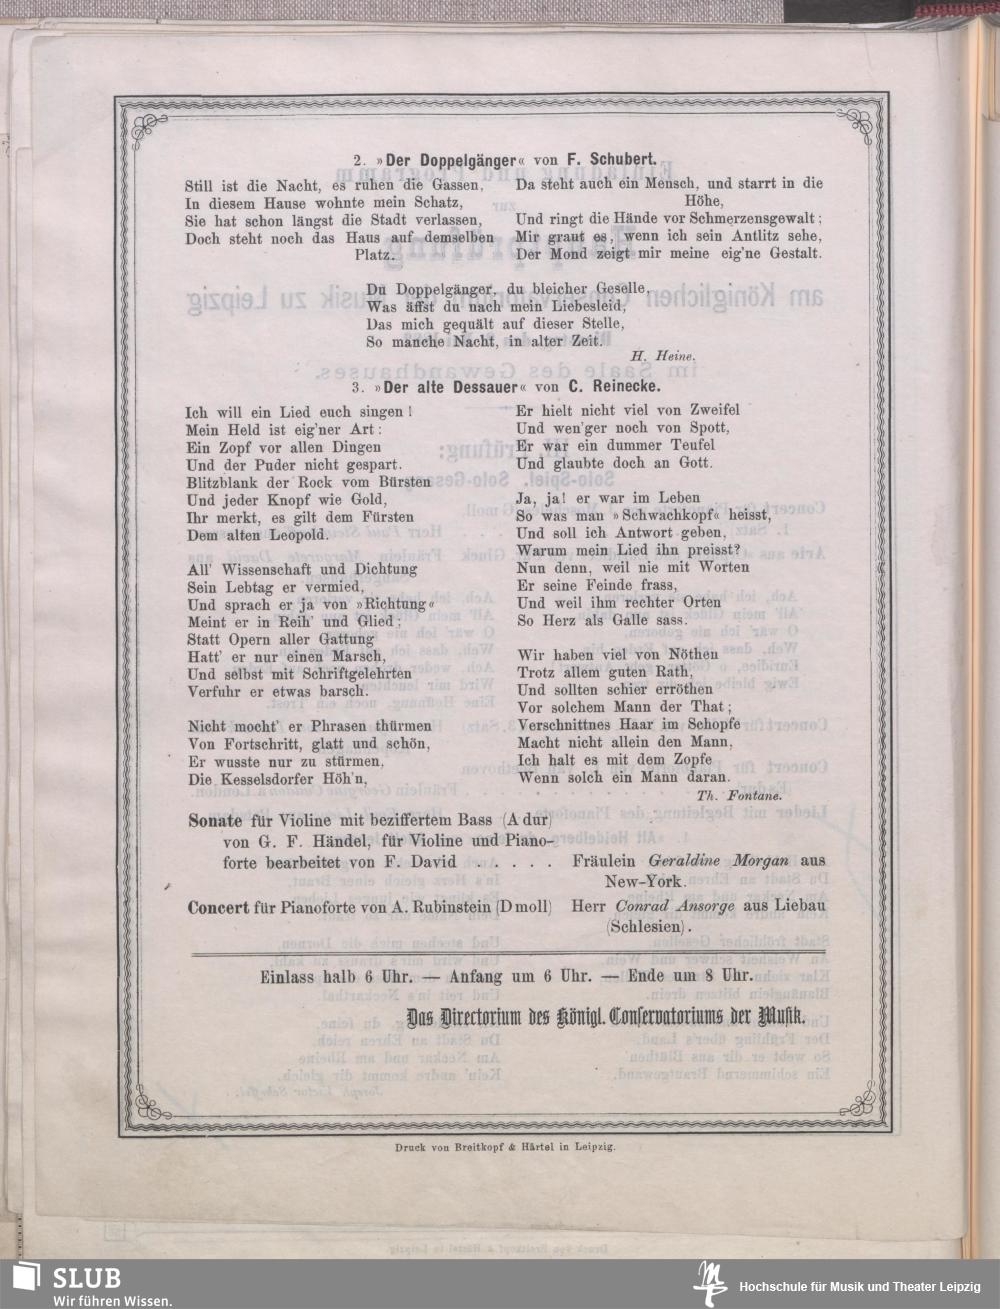 2. »Der Doppelgänger« von F. Schubert.
Still ist die Nacht, es ruhen die Gassen,
In diesem Hause wohnte mein Schatz,
Sie hat schon längst die Stadt verlassen,
Doch steht noch das Haus auf demselben
Platz.
Da steht auch ein Mensch, und starrt in die
Höhe,
Und ringt die Hände vor Schmerzensgewalt;
Mir graut es, wenn ich sein Antlitz sehe,
Der Mond zeigt mir meine eig'ne Gestalt.
Du Doppelgänger, du bleicher Geselle,
Was äffst du nach mein Liebesleid,
Das mich gequält auf dieser Stelle,
So manche Nacht, in alter Zeit.
H. Heine.
3. »Der alte Dessauer« von C. Reinecke.
Ich will ein Lied euch singen!
Mein Held ist eig'ner Art:
Ein Zopf vor allen Dingen
Und der Puder nicht gespart.
Blitzblank der Rock vom Bürsten
Und jeder Knopf wie Gold,
Ihr merkt, es gilt dem Fürsten
Dem alten Leopold.
All' Wissenschaft und Dichtung
Sein Lebtag er vermied,
Und sprach er ja von »Richtung«
Meint er in Reih' und Glied;
Statt Opern aller Gattung
Hatt' er nur einen Marsch,
Und selbst mit Schriftgelehrten
Verfuhr er etwas barsch.
Nicht mocht' er Phrasen thürmen
Von Fortschritt, glatt und schön,
Er wusste nur zu stürmen,
Die Kesselsdorfer Höh'n,
Er hielt nicht viel von Zweifel
Und wen'ger noch von Spott,
Er war ein dummer Teufel
Und glaubte doch an Gott.
Ja, ja! er war im Leben
So was man »Schwachkopf« heisst,
Und soll ich Antwort geben,
Warum mein Lied ihn preisst?
Nun denn, weil nie mit Worten
Er seine Feinde frass,
Und weil ihm rechter Orten
So Herz als Galle sass.
Wir haben viel von Nöthen
Trotz allem guten Rath,
Und sollten schier erröthen
Vor solchem Mann der That;
Verschnittnes Haar im Schopfe
Macht nicht allein den Mann,
Ich halt es mit dem Zopfe
Wenn solch ein Mann daran.
Th. Fontane.
Sonate für Violine mit beziffertem Bass (A dur)
von G. F. Händel, für Violine und Piano-
forte bearbeitet von F. David . . . . . Fräulein Geraldine Morgan aus
New-York.
Concert für Pianoforte von A. Rubinstein (D moll) Herr Conrad Ansorge aus Liebau
(Schlesien).
Einlass halb 6 Uhr. — Anfang um 6 Uhr. — Ende um 8 Uhr.
Das Directorium des Königl. Conservatoriums der Musik.
Druck von Breitkopf & Härtel in Leipzig.
SLUB
Wir führen Wissen.
Hochschule für Musik und Theater Leipzig